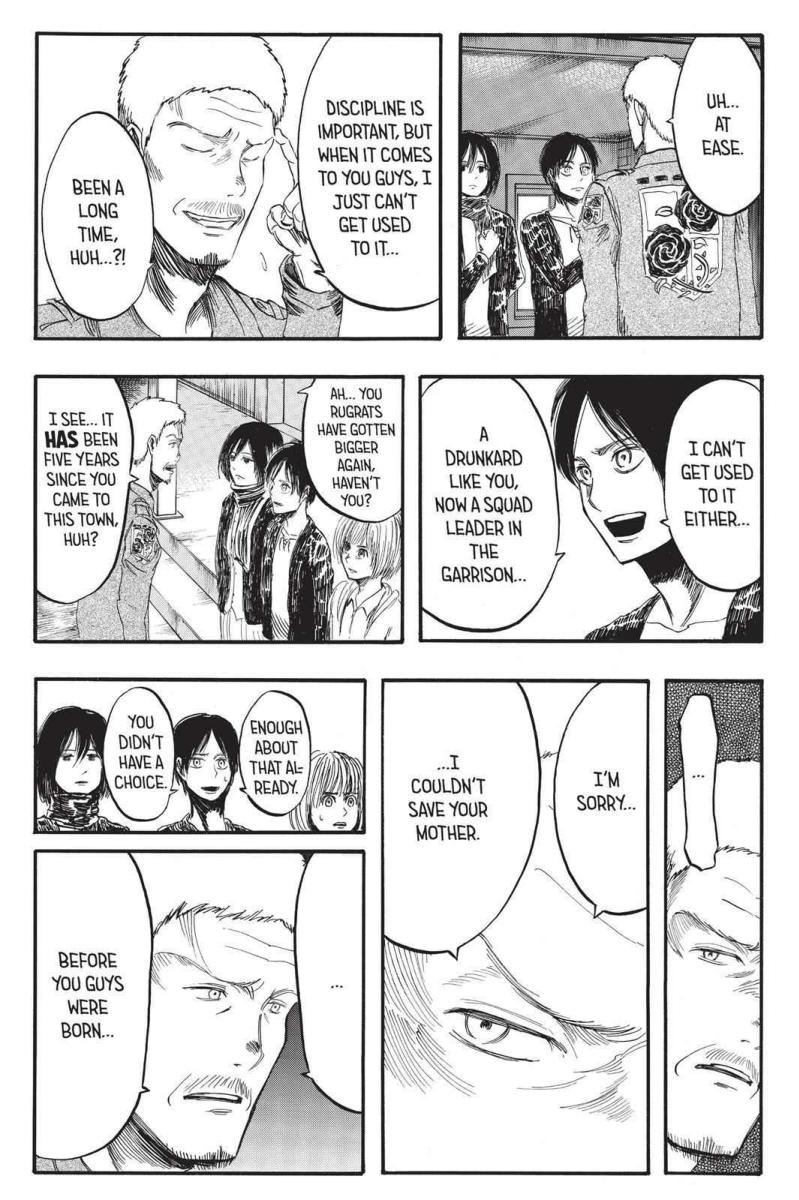 UH...
AT
EASE.
DISCIPLINE IS
IMPORTANT, BUT
WHEN IT COMES
TO YOU GUYS, I
JUST CAN'T
GET USED
TO IT...
BEEN A
LONG
TIME,
HUH...?!
I CAN'T
GET USED
TO IT
EITHER...
A
DRUNKARD
LIKE YOU,
NOW A SQUAD
LEADER IN
THE
GARRISON...
AH... YOU
RUGRATS
HAVE GOTTEN
BIGGER
AGAIN,
HAVEN'T
YOU?
I SEE... IT
HAS BEEN
FIVE YEARS
SINCE YOU
CAME TO
THIS TOWN,
HUH?
...
I'M
SORRY...
...I
COULDN'T
SAVE YOUR
MOTHER.
ENOUGH
ABOUT
THAT AL-
READY.
YOU
DIDN'T
HAVE A
CHOICE.
...
BEFORE
YOU GUYS
WERE
BORN...